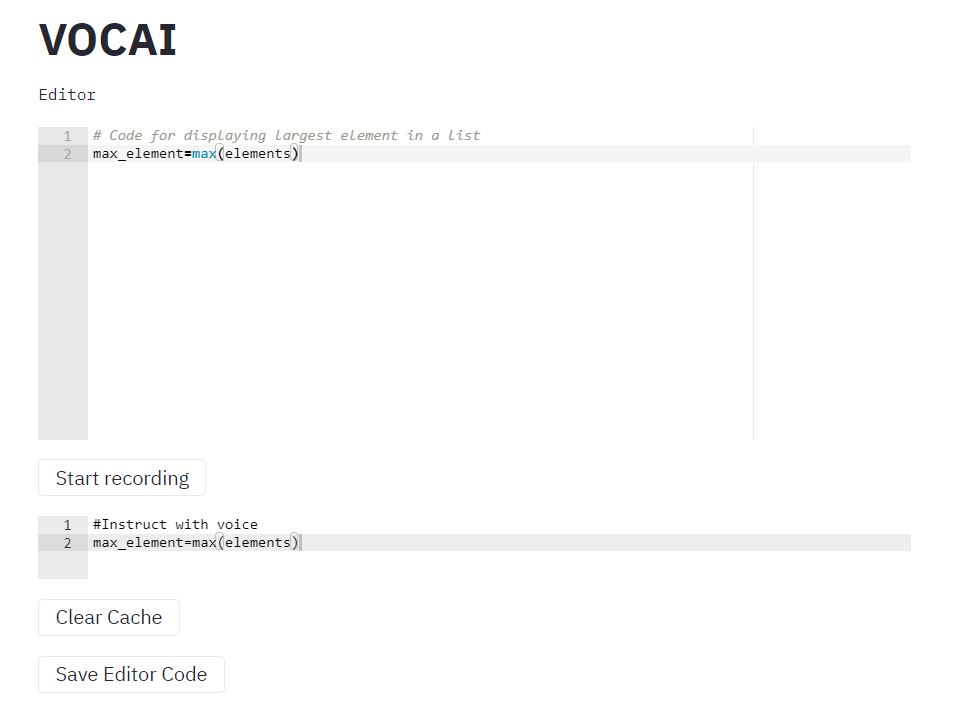 VOCAI
Editor
1 # Code for displaying largest element in a list
2 max_element=max(elements)
Start recording
1 #Instruct with voice
2 max_element=max(elements)
Clear Cache
Save Editor Code